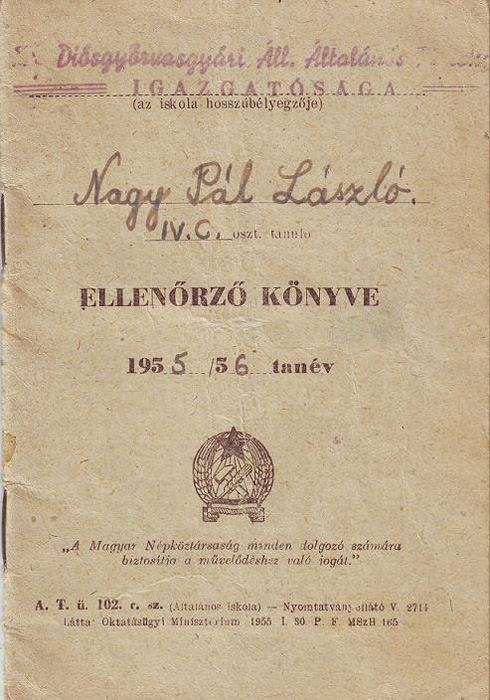 Diósgyőrvasgyári Áll. Általános
IGAZGATÓSÁGA
(az iskola hosszúbélyegzője)
Nagy Pál László.
IV.C. oszt. tanuló
ELLENŐRZŐ KÖNYVE
1955/56 tanév
„A Magyar Népköztársaság minden dolgozó számára
biztosítja a művelődéshez való jogát.”
A. T. ü. 102. r. sz. (Általános iskola) — Nyomtatványellátó V. 2711
Látta: Oktatásügyi Minisztérium 1955 I. 30. P. F. MSzH 165